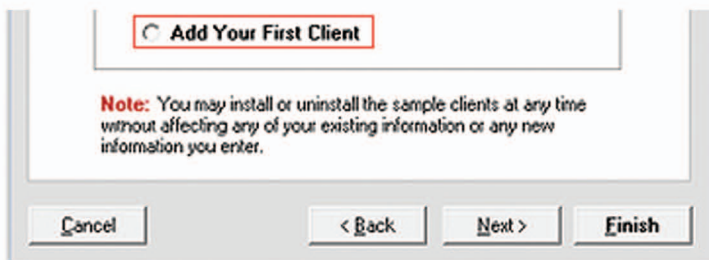 Add Your First Client
Note: You may install or uninstall the sample clients at any time
without affecting any of your existing information or any new
information you enter.
Cancel
< Back
Next >
Finish